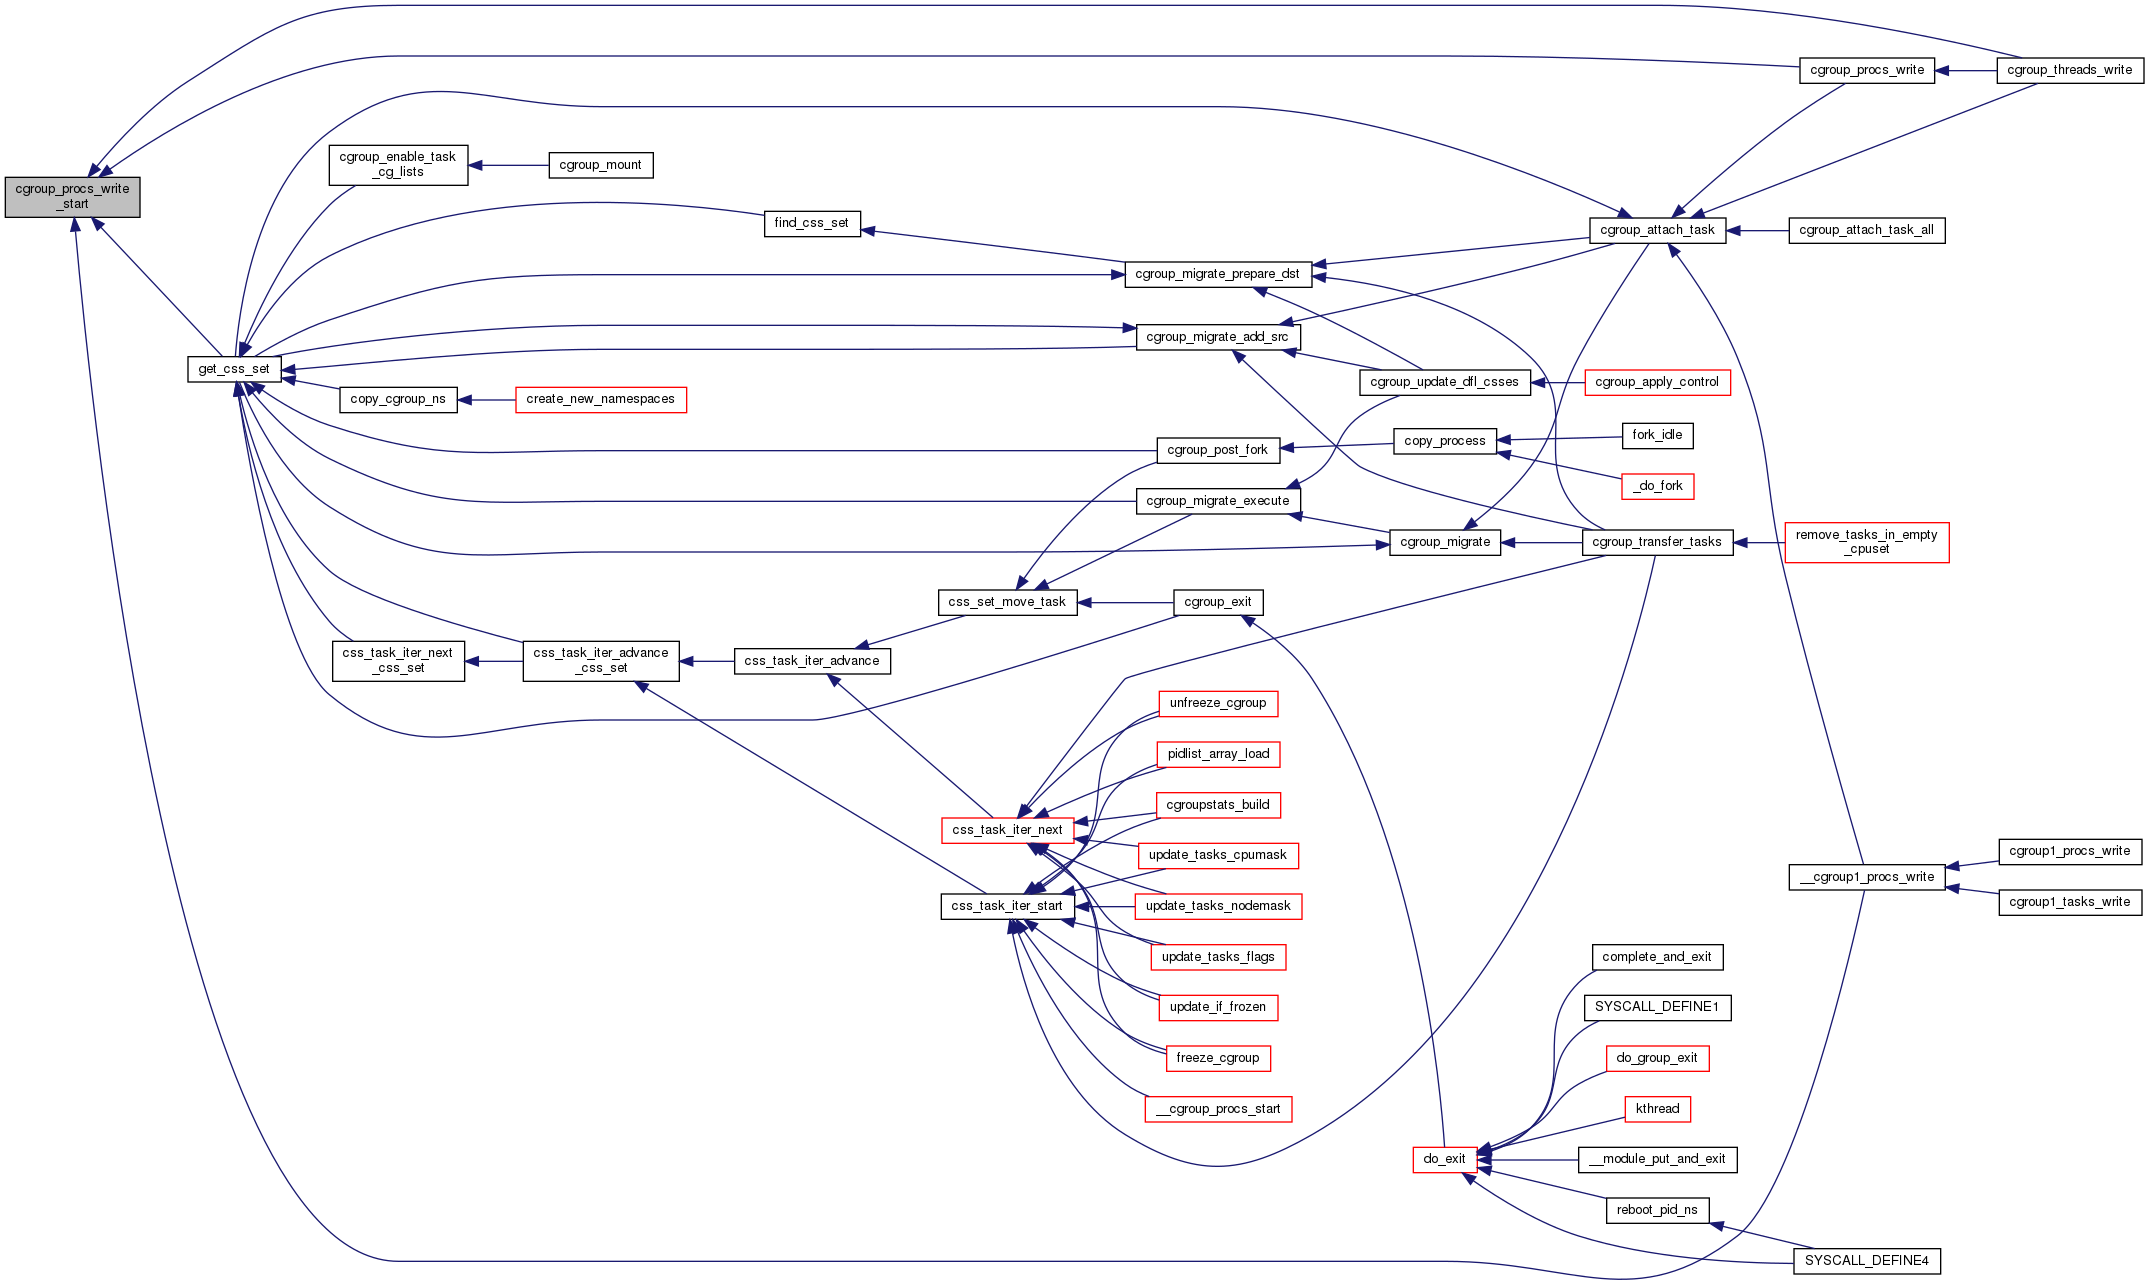 cgroup_procs_write
_start
get_css_set
cgroup_enable_task
_cg_lists
cgroup_mount
find_css_set
copy_cgroup_ns
create_new_namespaces
css_task_iter_next
_css_set
css_task_iter_advance
_css_set
css_task_iter_advance
css_set_move_task
css_task_iter_next
css_task_iter_start
cgroup_migrate_prepare_dst
cgroup_migrate_add_src
cgroup_post_fork
cgroup_migrate_execute
cgroup_exit
unfreeze_cgroup
pidlist_array_load
cgroupstats_build
update_tasks_cpumask
update_tasks_nodemask
update_tasks_flags
update_if_frozen
freeze_cgroup
__cgroup_procs_start
cgroup_update_dfl_csses
copy_process
cgroup_migrate
do_exit
cgroup_attach_task
cgroup_apply_control
fork_idle
_do_fork
cgroup_transfer_tasks
complete_and_exit
SYSCALL_DEFINE1
do_group_exit
kthread
__module_put_and_exit
reboot_pid_ns
cgroup_procs_write
cgroup_attach_task_all
remove_tasks_in_empty
_cpuset
__cgroup1_procs_write
SYSCALL_DEFINE4
cgroup_threads_write
cgroup1_procs_write
cgroup1_tasks_write